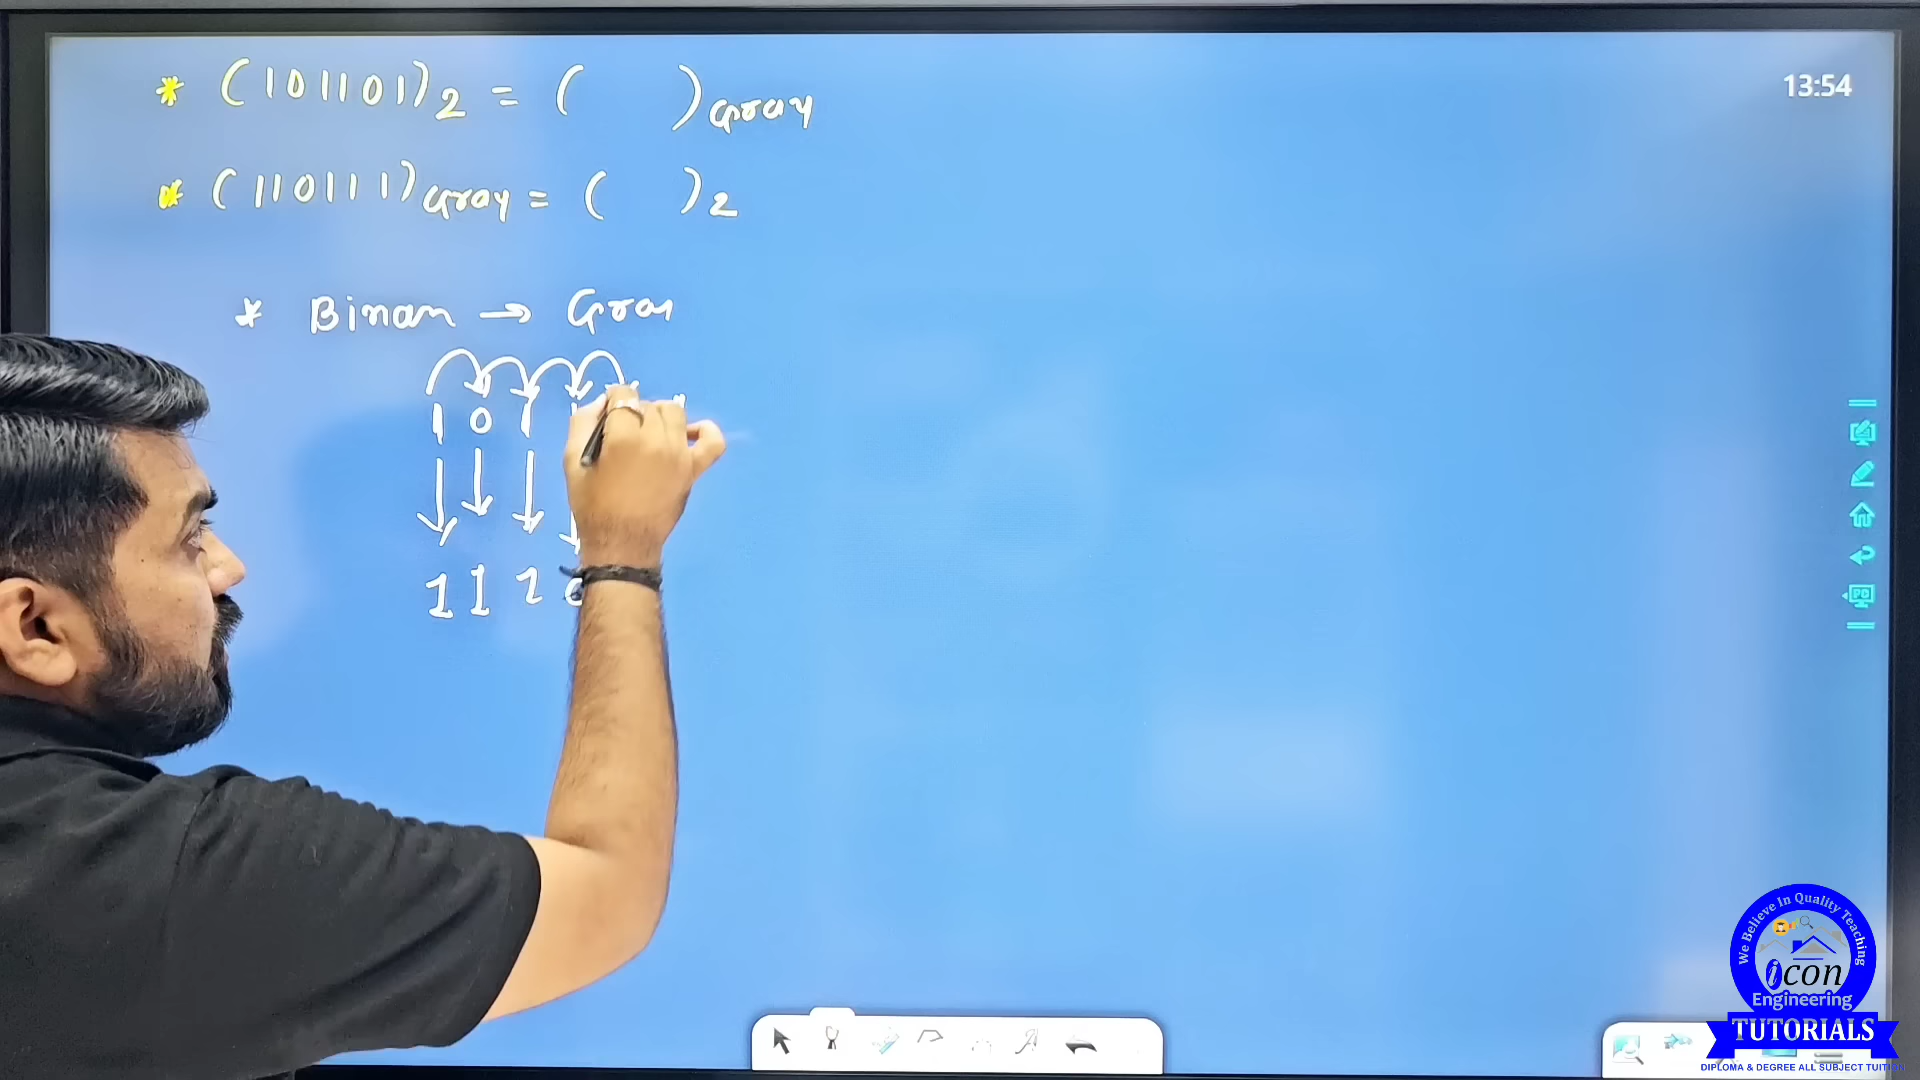 * (101101)2 = ( )Gray
13:54
* (110111)Gray = ( )2
* Binary → Gray
1 0 1
1 1 1 0
We Believe In Quality Teaching
icon
Engineering
TUTORIALS
DIPLOMA & DEGREE ALL SUBJECT TUITION